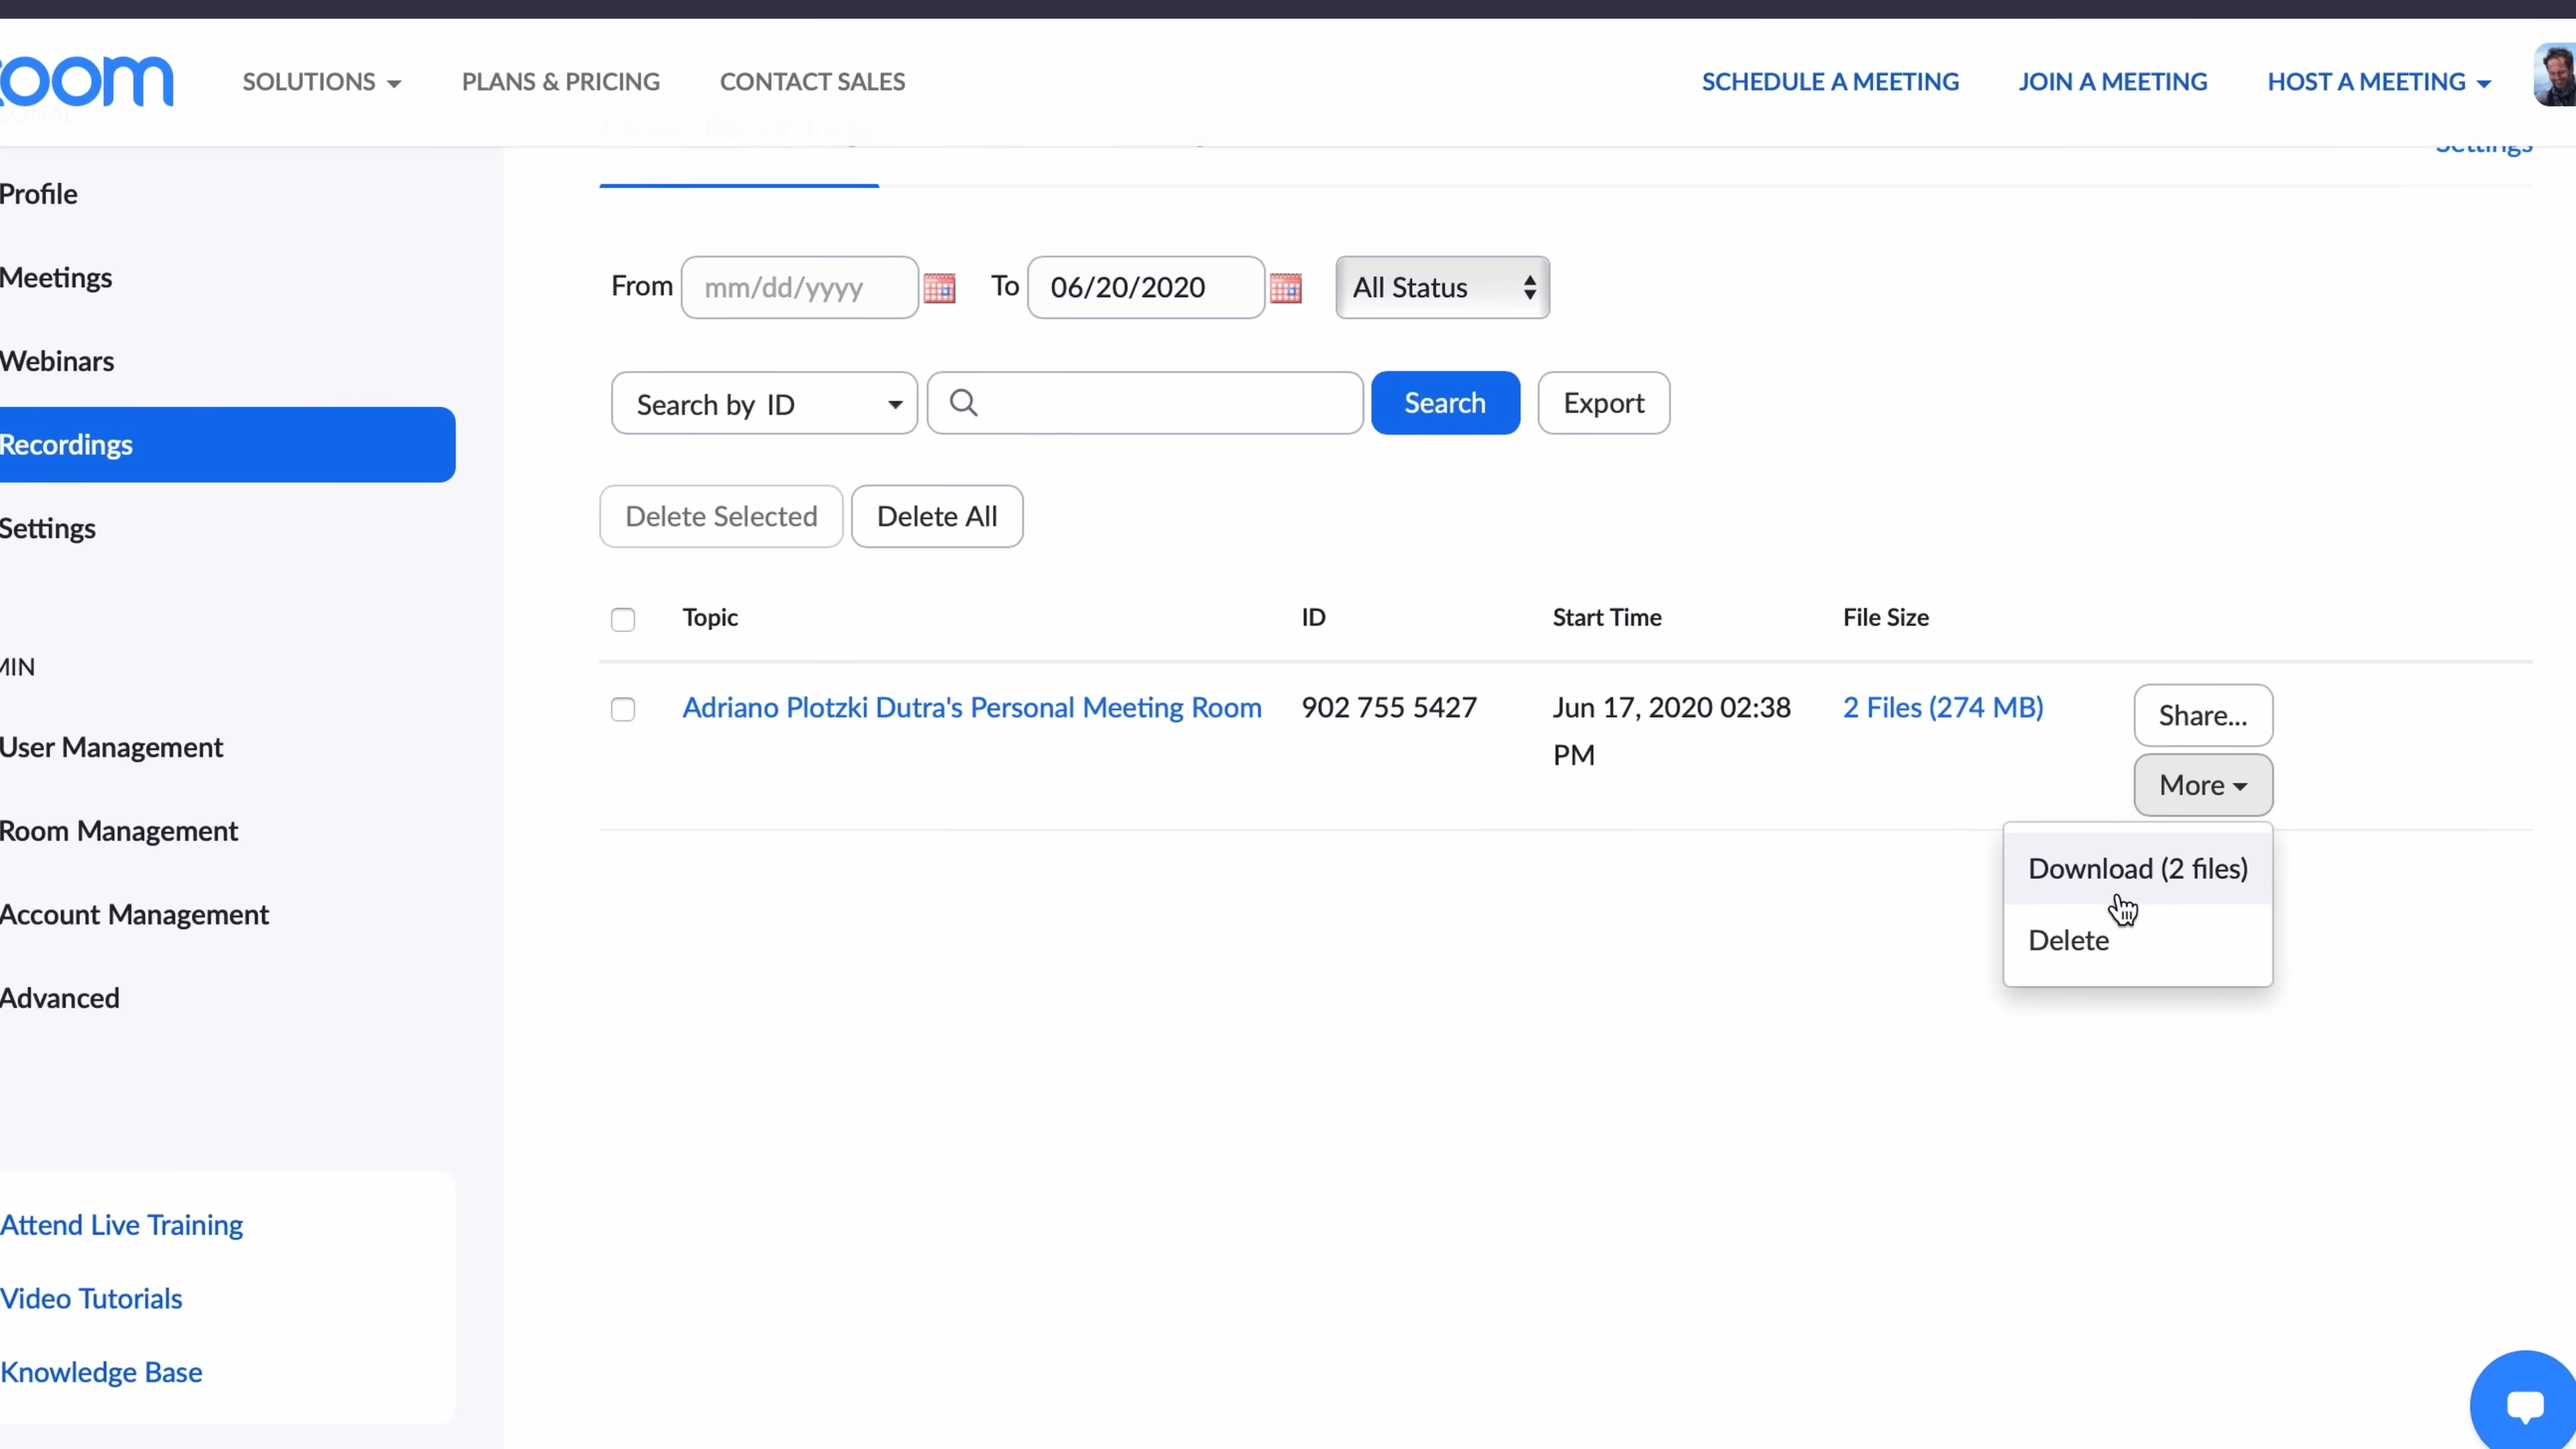 oom
SOLUTIONS
PLANS & PRICING
CONTACT SALES
SCHEDULE A MEETING
JOIN A MEETING
HOST A MEETING
Settings
Profile
Meetings
Webinars
Recordings
Settings
MIN
User Management
Room Management
Account Management
Advanced
Attend Live Training
Video Tutorials
Knowledge Base
From mm/dd/yyyy To 06/20/2020 All Status
Search by ID Search Export
Delete Selected Delete All
Topic ID Start Time File Size
Adriano Plotzki Dutra's Personal Meeting Room 902 755 5427 Jun 17, 2020 02:38 2 Files (274 MB) Share...
PM More
Download (2 files)
Delete